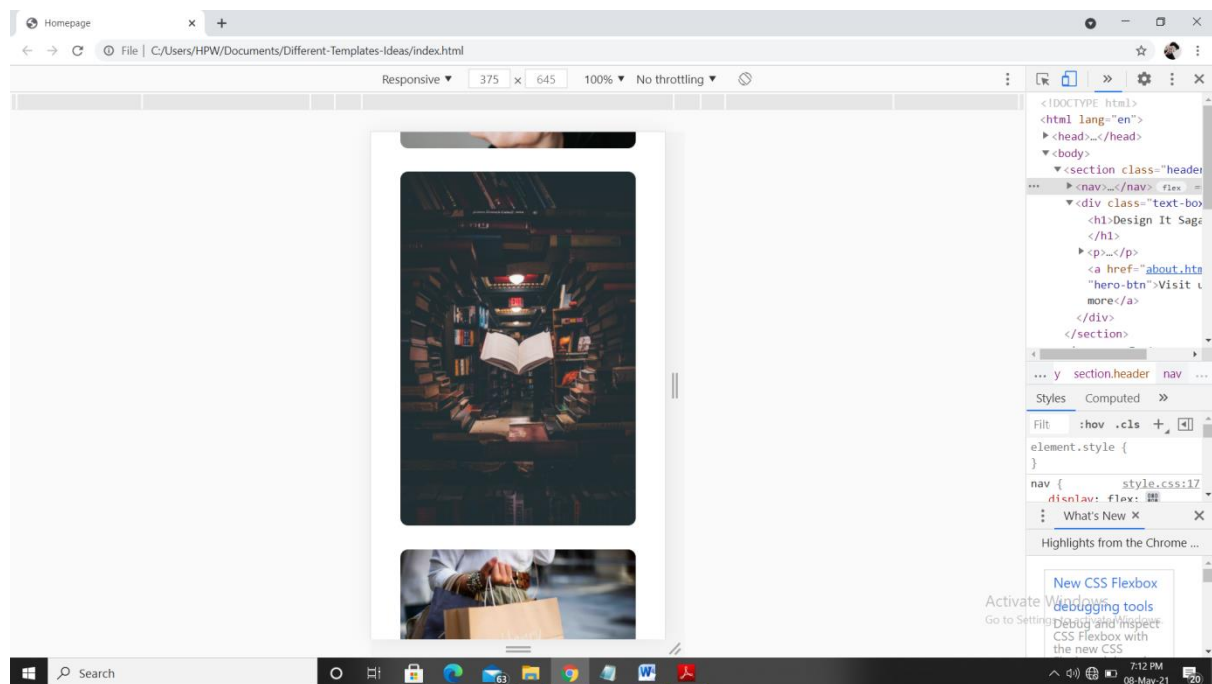 Homepage × +
File | C:/Users/HPW/Documents/Different-Templates-Ideas/index.html
Responsive ▼ 375 × 645 100% ▼ No throttling ▼
<!DOCTYPE html>
<html lang="en">
▶<head>…</head>
▼<body>
▼<section class="header
… ▶<nav>…</nav> flex =
▼<div class="text-box
<h1>Design It Saga
</h1>
▶<p>…</p>
<a href="about.htm
"hero-btn">Visit u
more</a>
</div>
</section>
… y section.header nav …
Styles Computed »
Filt :hov .cls +
element.style {
}
nav { style.css:17
display: flex;
What's New ×
Highlights from the Chrome ...
New CSS Flexbox
debugging tools
Debug and inspect
CSS Flexbox with
the new CSS
Activate Windows
Go to Settings to activate Windows.
Search
63
7:12 PM
08-May-21
20